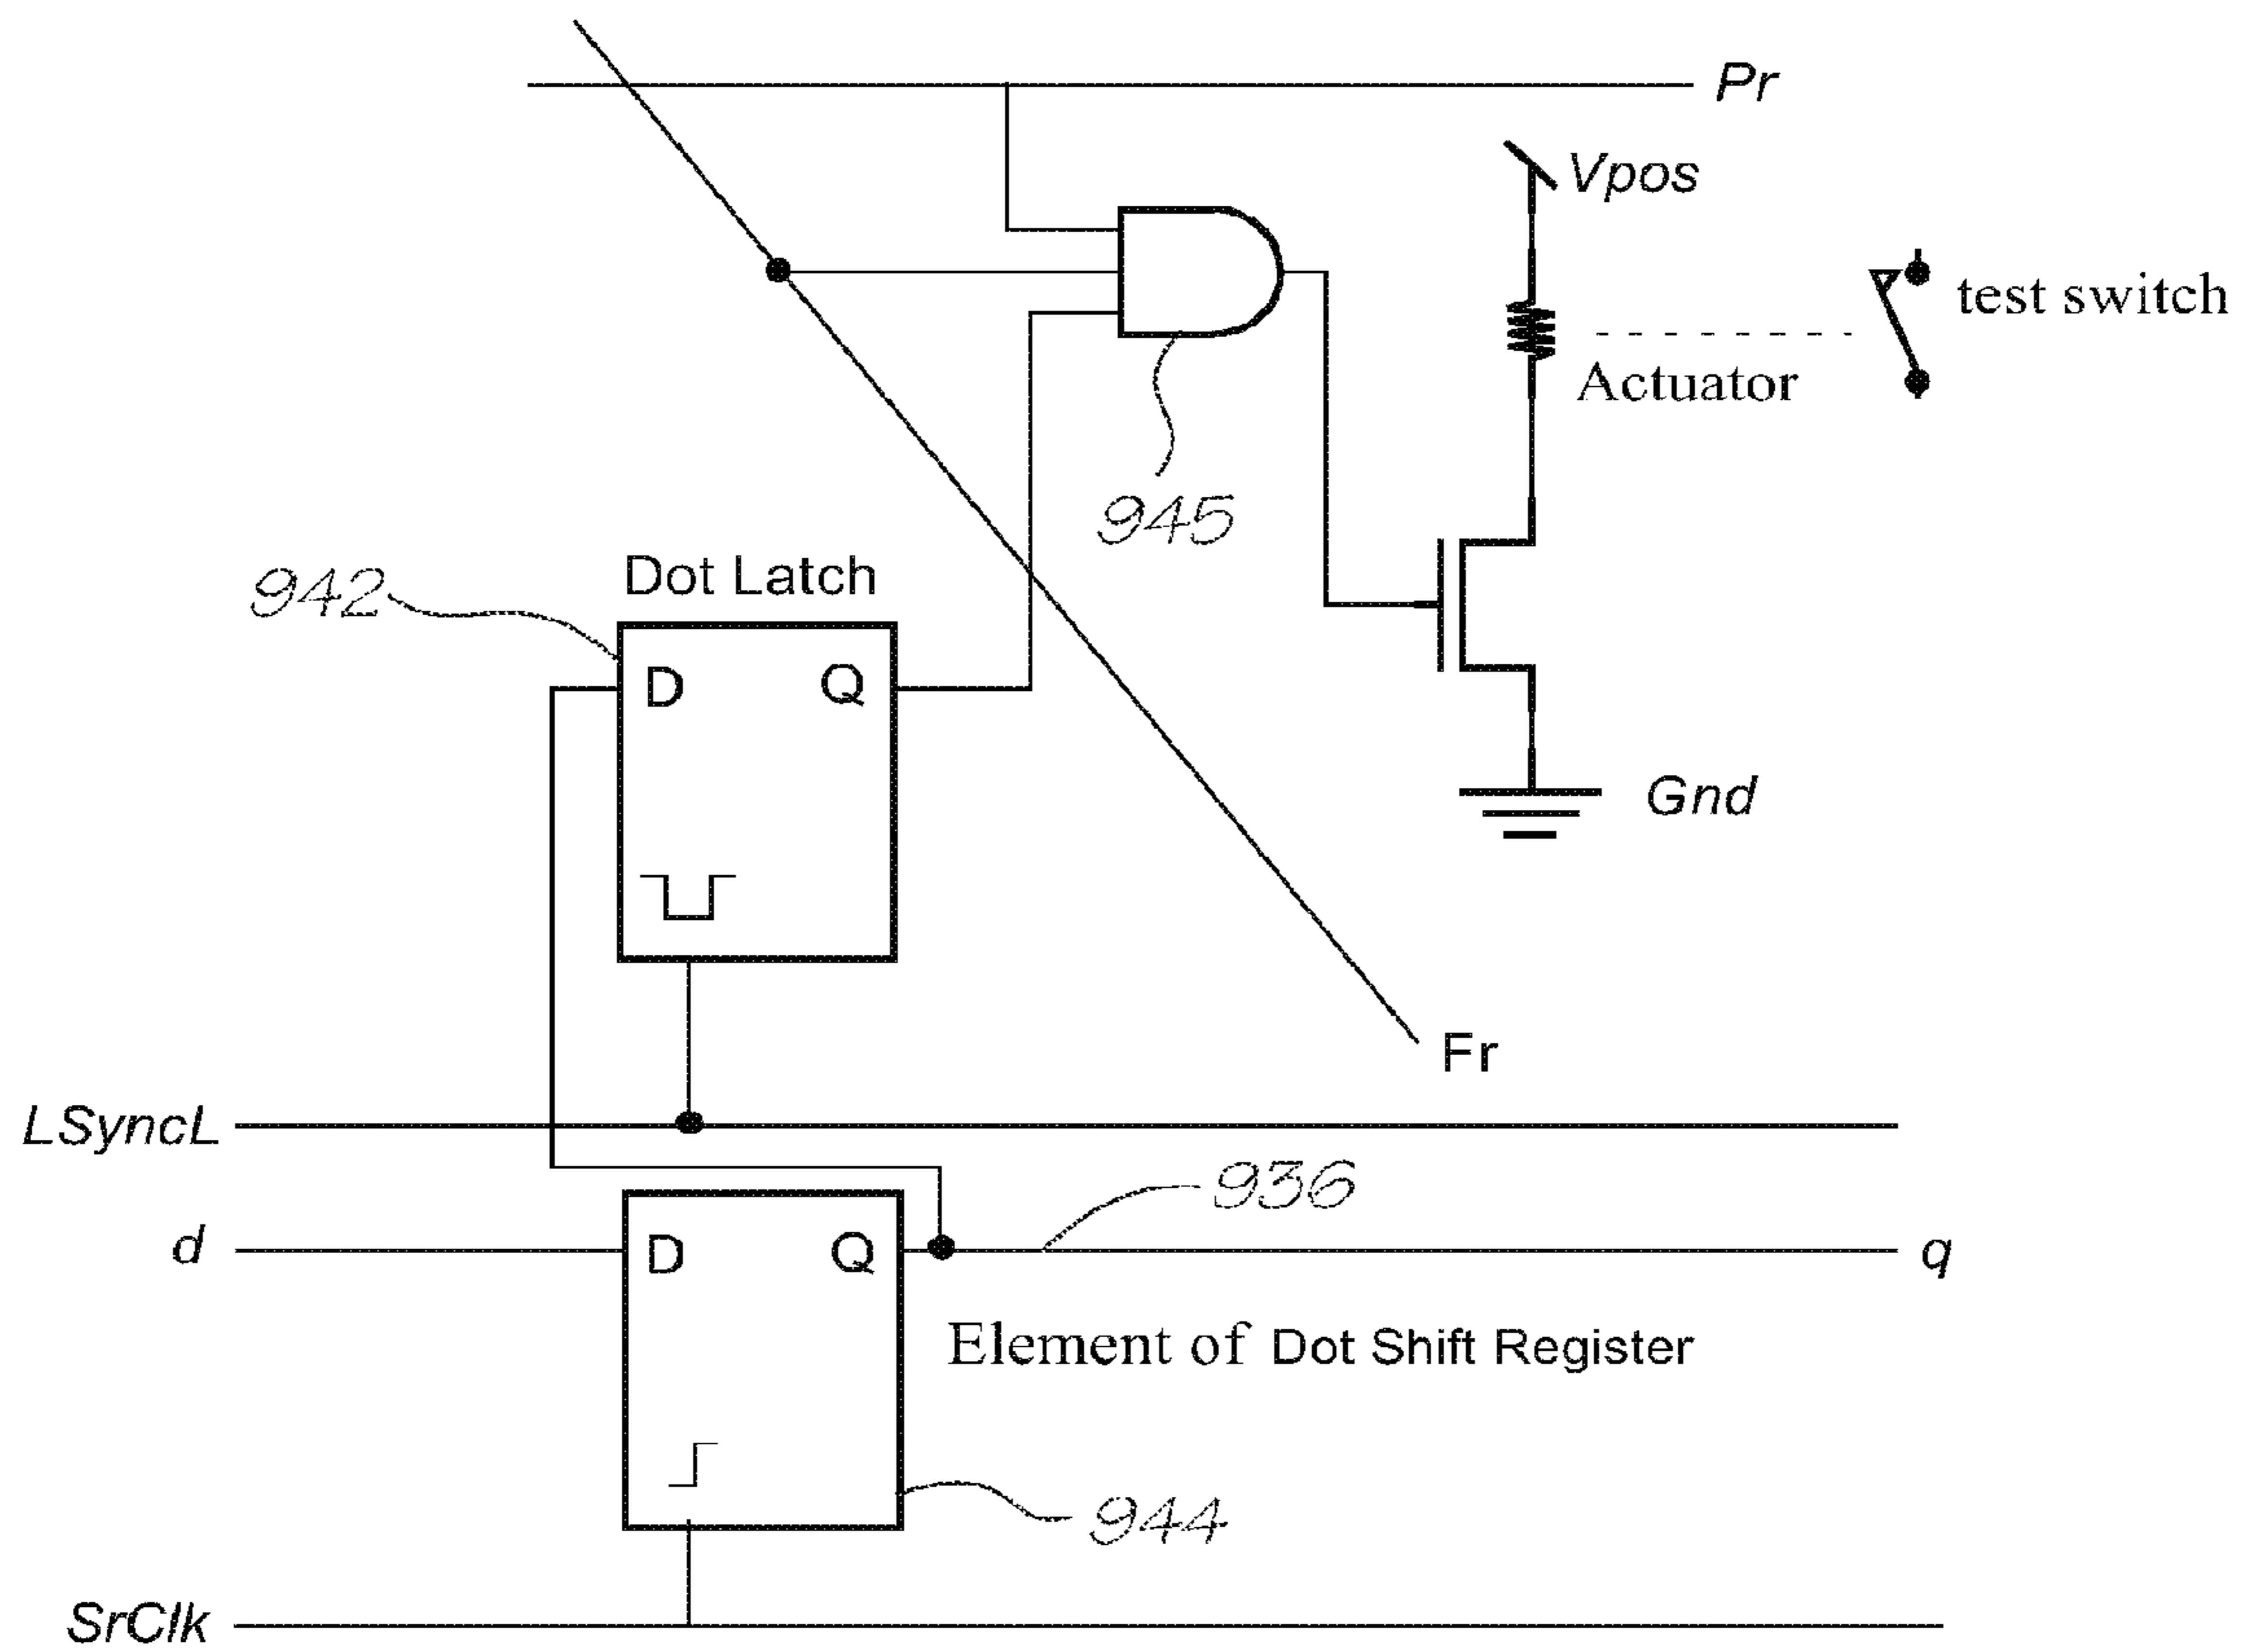 Pr
Vpos
test switch
Actuator
945
Dot Latch
942
D Q
Gnd
Fr
LSyncL
936
d D Q q
Element of Dot Shift Register
944
SrClk